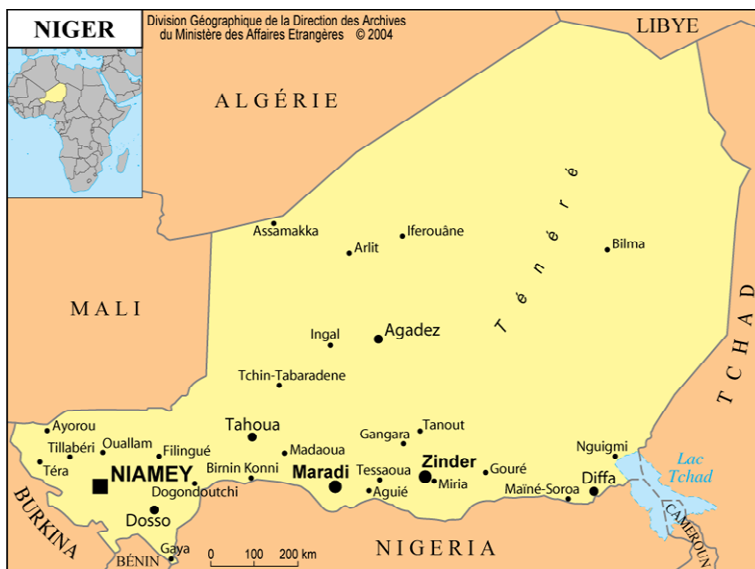 NIGER
Division Géographique de la Direction des Archives
du Ministère des Affaires Etrangères © 2004
LIBYE
ALGÉRIE
Ténéré
Assamakka
Iferouâne
Arlit
Bilma
MALI
TCHAD
Ingal
Agadez
Tchin-Tabaradene
Ayorou
Tahoua
Tanout
Gangara
Tillabéri
Ouallam
Filingué
Madaoua
Nguigmi
Téra
NIAMEY
Birnin Konni
Maradi
Tessaoua
Zinder
Gouré
Lac
Tchad
Dogondoutchi
Aguié
Miria
Maïné-Soroa
Diffa
BURKINA
Dosso
CAMEROUN
Gaya
BÉNIN
0 100 200 km
NIGERIA